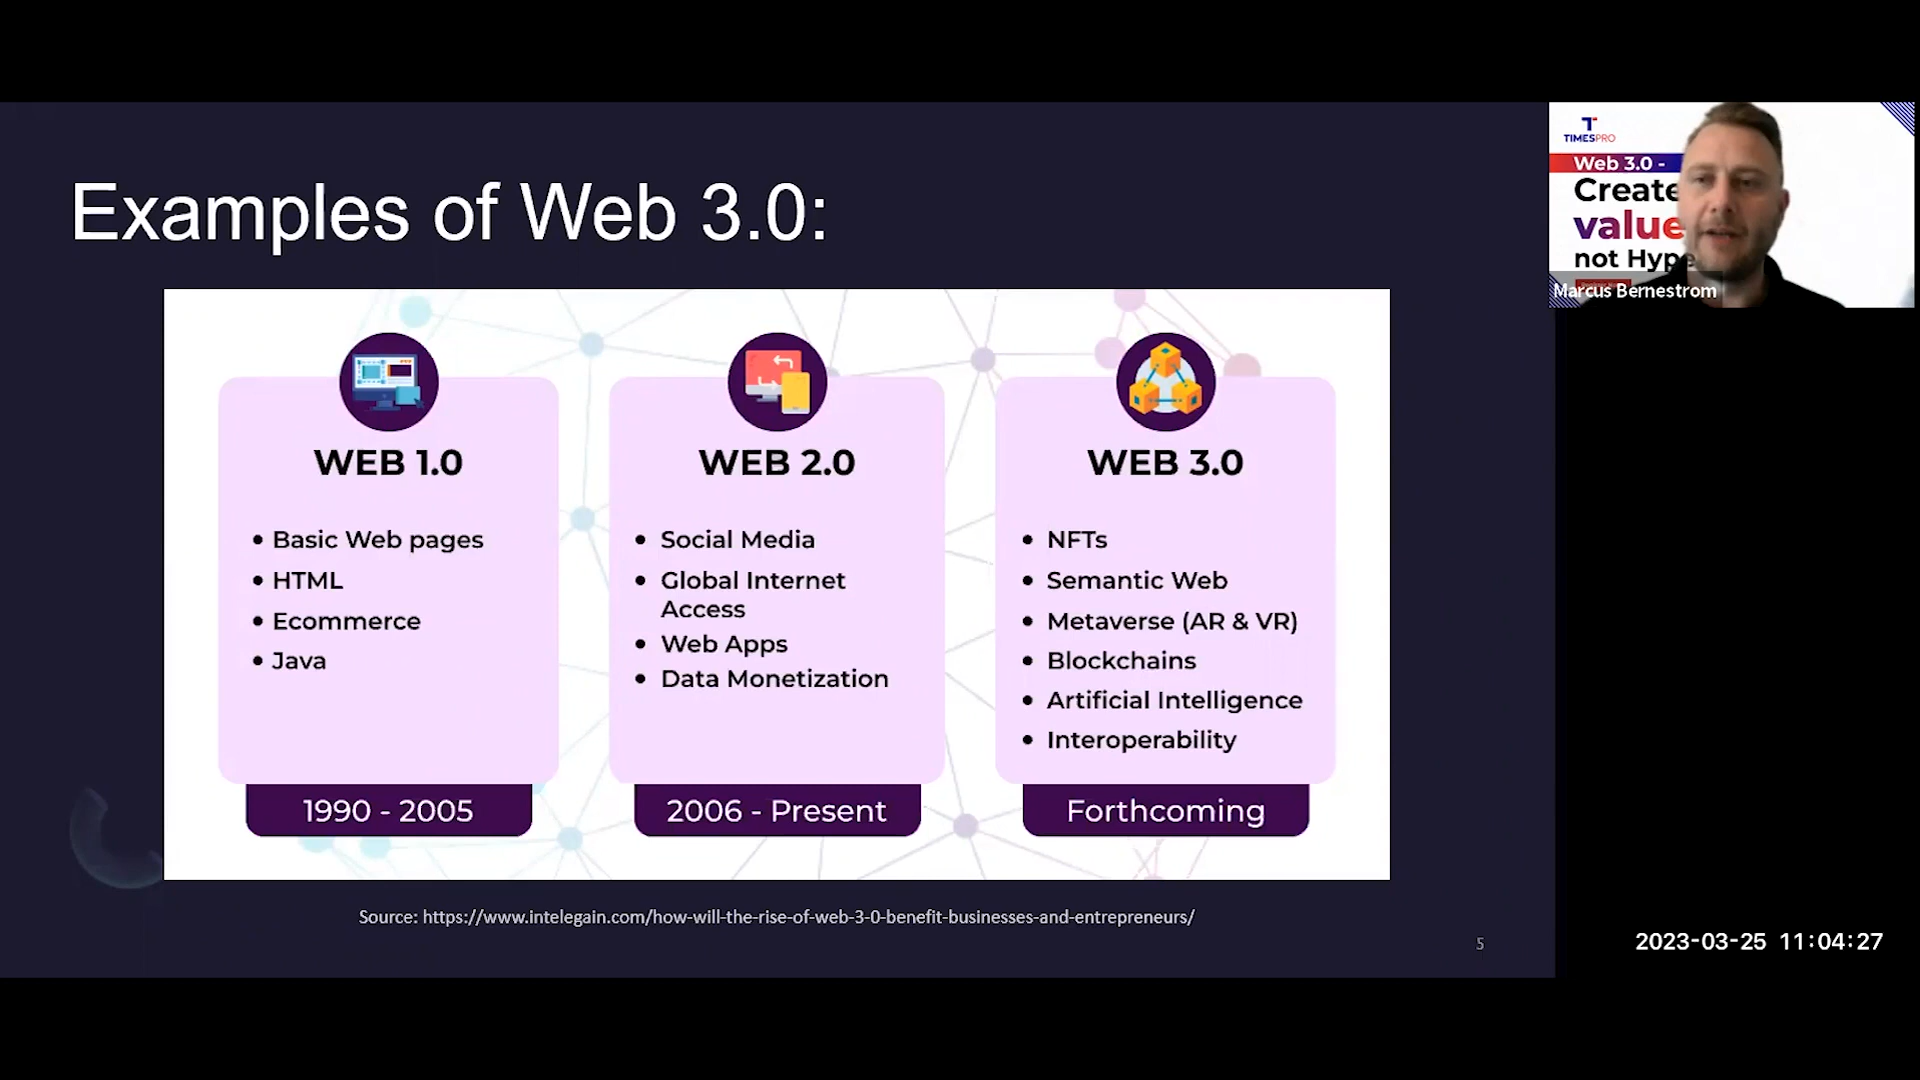 Examples of Web 3.0:
WEB 1.0
• Basic Web pages
• HTML
• Ecommerce
• Java
1990 - 2005
WEB 2.0
• Social Media
• Global Internet
Access
• Web Apps
• Data Monetization
2006 - Present
WEB 3.0
• NFTs
• Semantic Web
• Metaverse (AR & VR)
• Blockchains
• Artificial Intelligence
• Interoperability
Forthcoming
Source: https://www.intelegain.com/how-will-the-rise-of-web-3-0-benefit-businesses-and-entrepreneurs/
5
TIMESPRO
Web 3.0 -
Create
value
not Hype
Marcus Bernestrom
2023-03-25 11:04:27